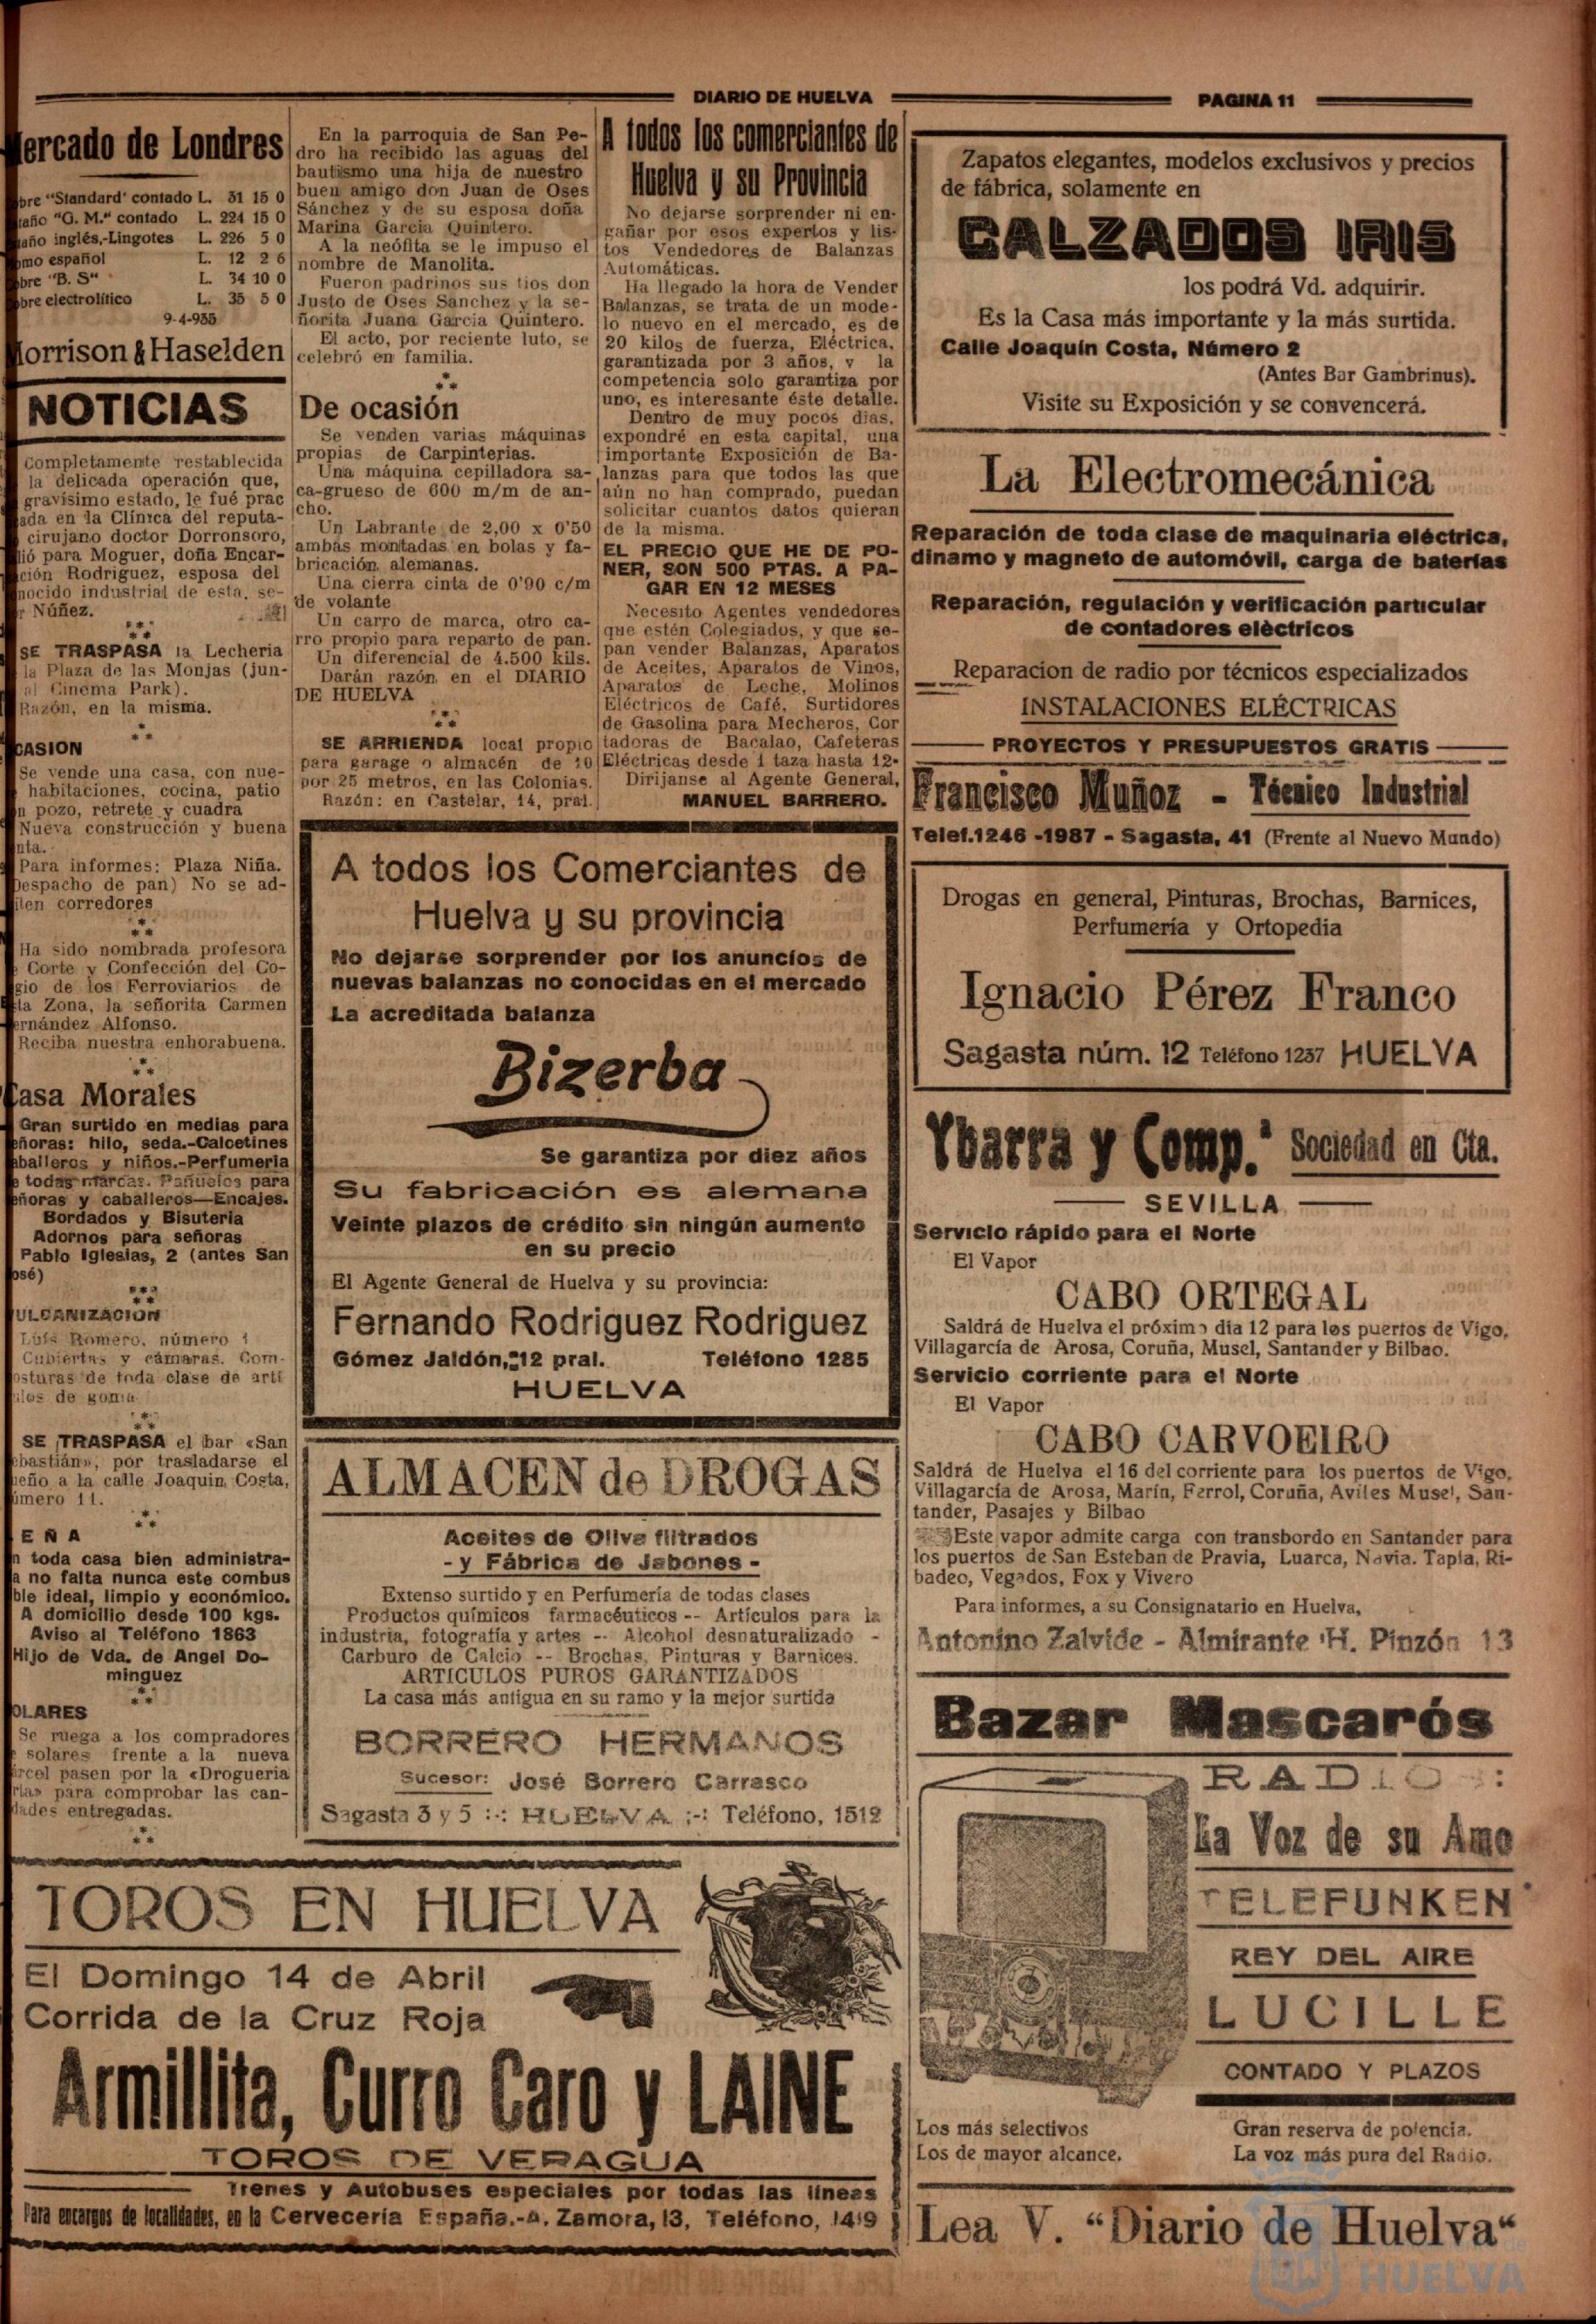 DIARIO DE HUELVA
PAGINA 11
ercado de Londres
bre "Standard' contado L. 31 15 0
taño "G. M." contado L. 224 15 0
año inglés,-Lingotes L. 226 5 0
omo español L. 12 2 6
bre "B. S" L. 34 10 0
bre electrolítico L. 35 5 0
9-4-935
orrison & Haselden
NOTICIAS
Completamente restablecida
la delicada operación que,
gravísimo estado, le fué prac
ada en la Clínica del reputa-
cirujano doctor Dorronsoro,
lió para Moguer, doña Encar-
ción Rodriguez, esposa del
nocido industrial de esta, se-
r Núñez.
SE TRASPASA la Lecheria
la Plaza de las Monjas (jun-
al Cinema Park).
Razón, en la misma.
CASION
Se vende una casa, con nue-
habitaciones, cocina, patio
n pozo, retrete y cuadra
Nueva construcción y buena
nta.
Para informes: Plaza Niña.
Despacho de pan) No se ad-
iten corredores
Ha sido nombrada profesora
Corte y Confección del Co-
gio de los Ferroviarios de
ta Zona, la señorita Carmen
ernández Alfonso.
Reciba nuestra enhorabuena.
Casa Morales
Gran surtido en medias para
eñoras: hilo, seda.-Calcetines
aballeros y niños.-Perfumeria
e todas marcas. Pañuelos para
eñoras y caballeros—Encajes.
Bordados y Bisuteria
Adornos para señoras
Pablo Iglesias, 2 (antes San
osé)
ULCANIZACION
Luis Romero, número 1
Cubiertas y cámaras. Com-
osturas de toda clase de arti
ulos de goma
SE TRASPASA el bar «San
ebastián», por trasladarse el
ueño a la calle Joaquin Costa,
úmero 11.
EÑA
n toda casa bien administra-
a no falta nunca este combus
ble ideal, limpio y económico.
A domicilio desde 100 kgs.
Aviso al Teléfono 1863
Hijo de Vda. de Angel Do-
minguez
OLARES
Se ruega a los compradores
e solares frente a la nueva
árcel pasen por la «Drogueria
rta» para comprobar las can-
idades entregadas.
En la parroquia de San Pe-
dro ha recibido las aguas del
bautismo una hija de nuestro
buen amigo don Juan de Oses
Sánchez y de su esposa doña
Marina Garcia Quintero.
A la neófita se le impuso el
nombre de Manolita.
Fueron padrinos sus tios don
Justo de Oses Sanchez y la se-
ñorita Juana Garcia Quintero.
El acto, por reciente luto, se
celebró en familia.
De ocasión
Se venden varias máquinas
propias de Carpinterias.
Una máquina cepilladora sa-
ca-grueso de 600 m/m de an-
cho.
Un Labrante de 2,00 x 0'50
ambas montadas en bolas y fa-
bricación alemanas.
Una cierra cinta de 0'90 c/m
de volante
Un carro de marca, otro ca-
rro propio para reparto de pan.
Un diferencial de 4.500 kils.
Darán razón en el DIARIO
DE HUELVA
SE ARRIENDA local propio
para garage o almacén de 10
por 25 metros, en las Colonias.
Razón: en Castelar, 14, pral.
A todos los comerciantes de
Huelva y su Provincia
No dejarse sorprender ni en-
gañar por esos expertos y lis-
tos Vendedores de Balanzas
Automáticas.
Ha llegado la hora de Vender
Balanzas, se trata de un mode-
lo nuevo en el mercado, es de
20 kilos de fuerza, Eléctrica,
garantizada por 3 años, y la
competencia solo garantiza por
uno, es interesante éste detalle.
Dentro de muy pocos dias,
expondré en esta capital, una
importante Exposición de Ba-
lanzas para que todos las que
aún no han comprado, puedan
solicitar cuantos datos quieran
de la misma.
EL PRECIO QUE HE DE PO-
NER, SON 500 PTAS. A PA-
GAR EN 12 MESES
Necesito Agentes vendedores
que estén Colegiados, y que se-
pan vender Balanzas, Aparatos
de Aceites, Aparatos de Vinos,
Aparatos de Leche, Molinos
Eléctricos de Café, Surtidores
de Gasolina para Mecheros, Cor
tadoras de Bacalao, Cafeteras
Eléctricas desde 1 taza hasta 12.
Dirijanse al Agente General,
MANUEL BARRERO.
A todos los Comerciantes de
Huelva y su provincia
No dejarse sorprender por los anuncios de
nuevas balanzas no conocidas en el mercado
La acreditada balanza
Bizerba
Se garantiza por diez años
Su fabricación es alemana
Veinte plazos de crédito sin ningún aumento
en su precio
El Agente General de Huelva y su provincia:
Fernando Rodriguez Rodriguez
Gómez Jaldón, 12 pral. Teléfono 1285
HUELVA
ALMACEN de DROGAS
Aceites de Oliva filtrados
- y Fábrica de Jabones -
Extenso surtido y en Perfumería de todas clases
Productos químicos farmacéuticos -- Artículos para la
industria, fotografía y artes -- Alcohol desnaturalizado -
Carburo de Calcio -- Brochas, Pinturas y Barnices.
ARTICULOS PUROS GARANTIZADOS
La casa más antigua en su ramo y la mejor surtida
BORRERO HERMANOS
Sucesor: José Borrero Carrasco
Sagasta 3 y 5 :-: HUELVA :-: Teléfono, 1512
TOROS EN HUELVA
El Domingo 14 de Abril
Corrida de la Cruz Roja
Armillita, Curro Caro y LAINE
TOROS DE VERAGUA
Trenes y Autobuses especiales por todas las líneas
Para encargos de localidades, en la Cervecería España.-A. Zamora, 13, Teléfono, 1419
Zapatos elegantes, modelos exclusivos y precios
de fábrica, solamente en
CALZADOS IRIS
los podrá Vd. adquirir.
Es la Casa más importante y la más surtida.
Calle Joaquín Costa, Número 2
(Antes Bar Gambrinus).
Visite su Exposición y se convencerá.
La Electromecánica
Reparación de toda clase de maquinaria eléctrica,
dinamo y magneto de automóvil, carga de baterías
Reparación, regulación y verificación particular
de contadores elèctricos
Reparacion de radio por técnicos especializados
INSTALACIONES ELÉCTRICAS
PROYECTOS Y PRESUPUESTOS GRATIS
Francisco Muñoz - Técnico Industrial
Telef.1246 -1987 - Sagasta, 41 (Frente al Nuevo Mundo)
Drogas en general, Pinturas, Brochas, Barnices,
Perfumería y Ortopedia
Ignacio Pérez Franco
Sagasta núm. 12 Teléfono 1237 HUELVA
Ybarra y Comp.ª Sociedad en Cta.
SEVILLA
Servicio rápido para el Norte
El Vapor
CABO ORTEGAL
Saldrá de Huelva el próximo día 12 para los puertos de Vigo,
Villagarcía de Arosa, Coruña, Musel, Santander y Bilbao.
Servicio corriente para el Norte
El Vapor
CABO CARVOEIRO
Saldrá de Huelva el 16 del corriente para los puertos de Vigo,
Villagarcía de Arosa, Marín, Ferrol, Coruña, Aviles Musel, San-
tander, Pasajes y Bilbao
Este vapor admite carga con transbordo en Santander para
los puertos de San Esteban de Pravia, Luarca, Navia. Tapia, Ri-
badeo, Vegados, Fox y Vivero
Para informes, a su Consignatario en Huelva,
Antonino Zalvide - Almirante H. Pinzón 13
Bazar Mascarós
RADIO :
La Voz de su Amo
TELEFUNKEN
REY DEL AIRE
LUCILLE
CONTADO Y PLAZOS
Los más selectivos
Los de mayor alcance.
Gran reserva de potencia.
La voz más pura del Radio.
Lea V. "Diario de Huelva"
HUELVA